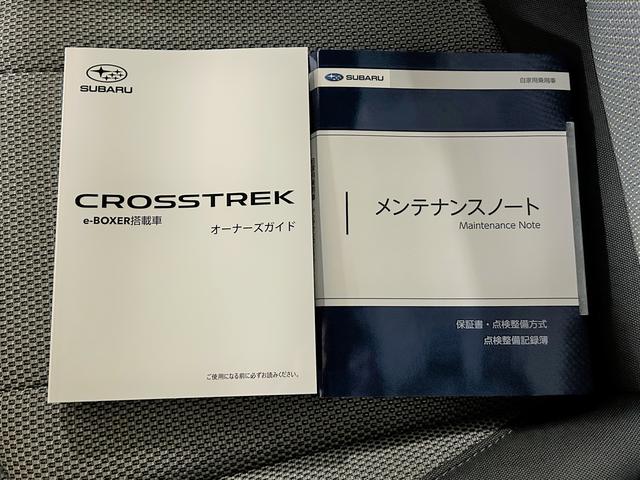 SUBARU
CROSSTREK
e-BOXER搭載車
オーナーズガイド
ご使用になる前に必ずお読みください。
SUBARU
自家用乗用車
メンテナンスノート
Maintenance Note
保証書・点検整備方式
点検整備記録簿